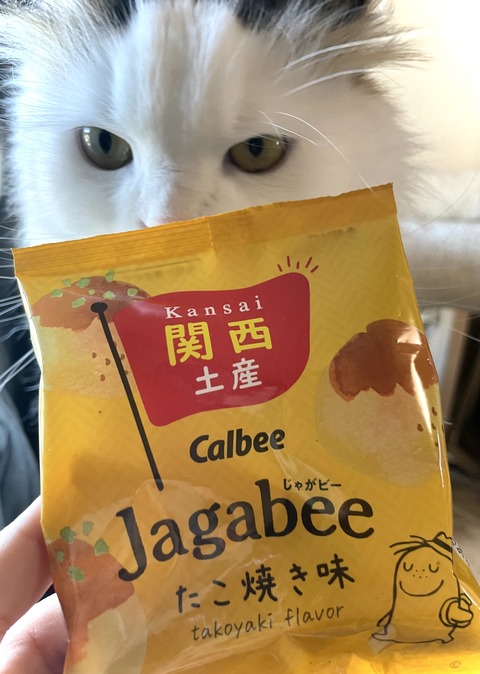 Kansai
関西
土産
Calbee
じゃがビー
Jagabee
たこ焼き味
takoyaki flavor